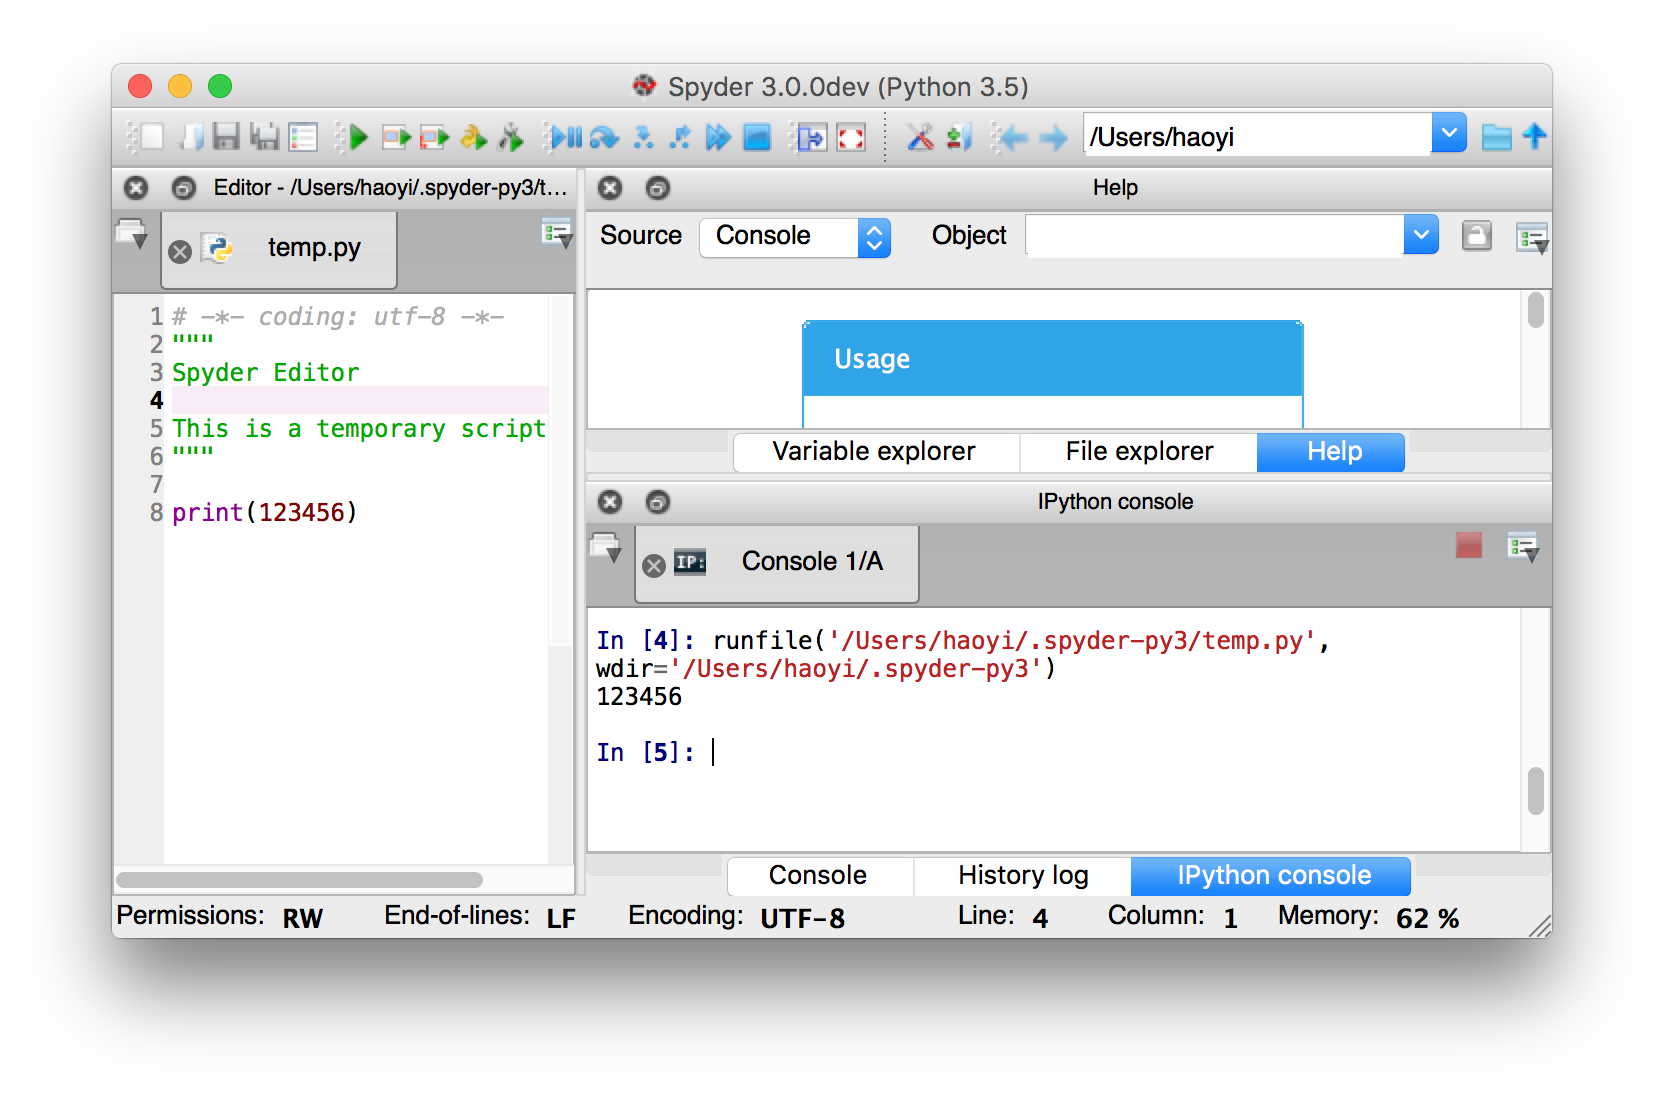 Spyder 3.0.0dev (Python 3.5)
/Users/haoyi
Editor - /Users/haoyi/.spyder-py3/t...
temp.py
1 # -*- coding: utf-8 -*-
2 """
3 Spyder Editor
4
5 This is a temporary script
6 """
7
8 print(123456)
Help
Source Console Object
Usage
Variable explorer File explorer Help
IPython console
IP: Console 1/A
In [4]: runfile('/Users/haoyi/.spyder-py3/temp.py',
wdir='/Users/haoyi/.spyder-py3')
123456
In [5]:
Console History log IPython console
Permissions: RW End-of-lines: LF Encoding: UTF-8 Line: 4 Column: 1 Memory: 62 %